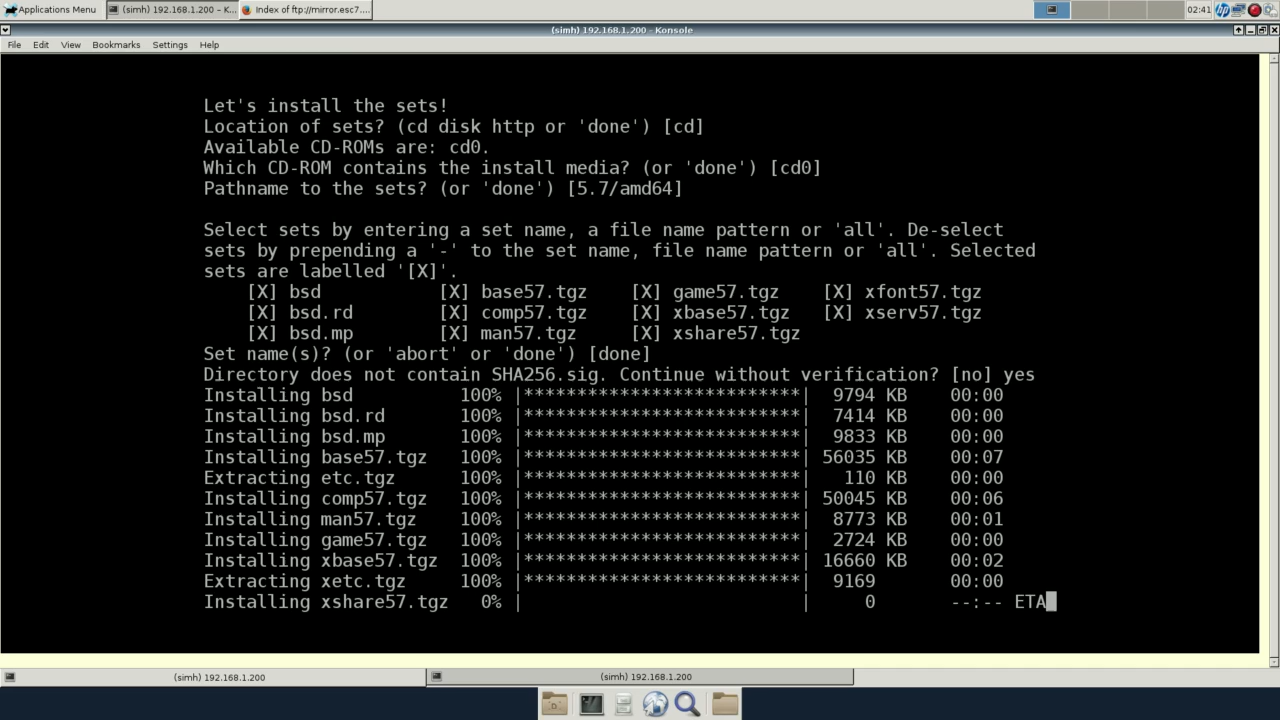 Applications Menu
(simh) 192.168.1.200 – K...
Index of ftp://mirror.esc7....
02:41
(simh) 192.168.1.200 - Konsole
File Edit View Bookmarks Settings Help
Let's install the sets!
Location of sets? (cd disk http or 'done') [cd]
Available CD-ROMs are: cd0.
Which CD-ROM contains the install media? (or 'done') [cd0]
Pathname to the sets? (or 'done') [5.7/amd64]
Select sets by entering a set name, a file name pattern or 'all'. De-select
sets by prepending a '-' to the set name, file name pattern or 'all'. Selected
sets are labelled '[X]'.
[X] bsd [X] base57.tgz [X] game57.tgz [X] xfont57.tgz
[X] bsd.rd [X] comp57.tgz [X] xbase57.tgz [X] xserv57.tgz
[X] bsd.mp [X] man57.tgz [X] xshare57.tgz
Set name(s)? (or 'abort' or 'done') [done]
Directory does not contain SHA256.sig. Continue without verification? [no] yes
Installing bsd 100% |**************************| 9794 KB 00:00
Installing bsd.rd 100% |**************************| 7414 KB 00:00
Installing bsd.mp 100% |**************************| 9833 KB 00:00
Installing base57.tgz 100% |**************************| 56035 KB 00:07
Extracting etc.tgz 100% |**************************| 110 KB 00:00
Installing comp57.tgz 100% |**************************| 50045 KB 00:06
Installing man57.tgz 100% |**************************| 8773 KB 00:01
Installing game57.tgz 100% |**************************| 2724 KB 00:00
Installing xbase57.tgz 100% |**************************| 16660 KB 00:02
Extracting xetc.tgz 100% |**************************| 9169 00:00
Installing xshare57.tgz 0% | | 0 --:-- ETA
(simh) 192.168.1.200
(simh) 192.168.1.200